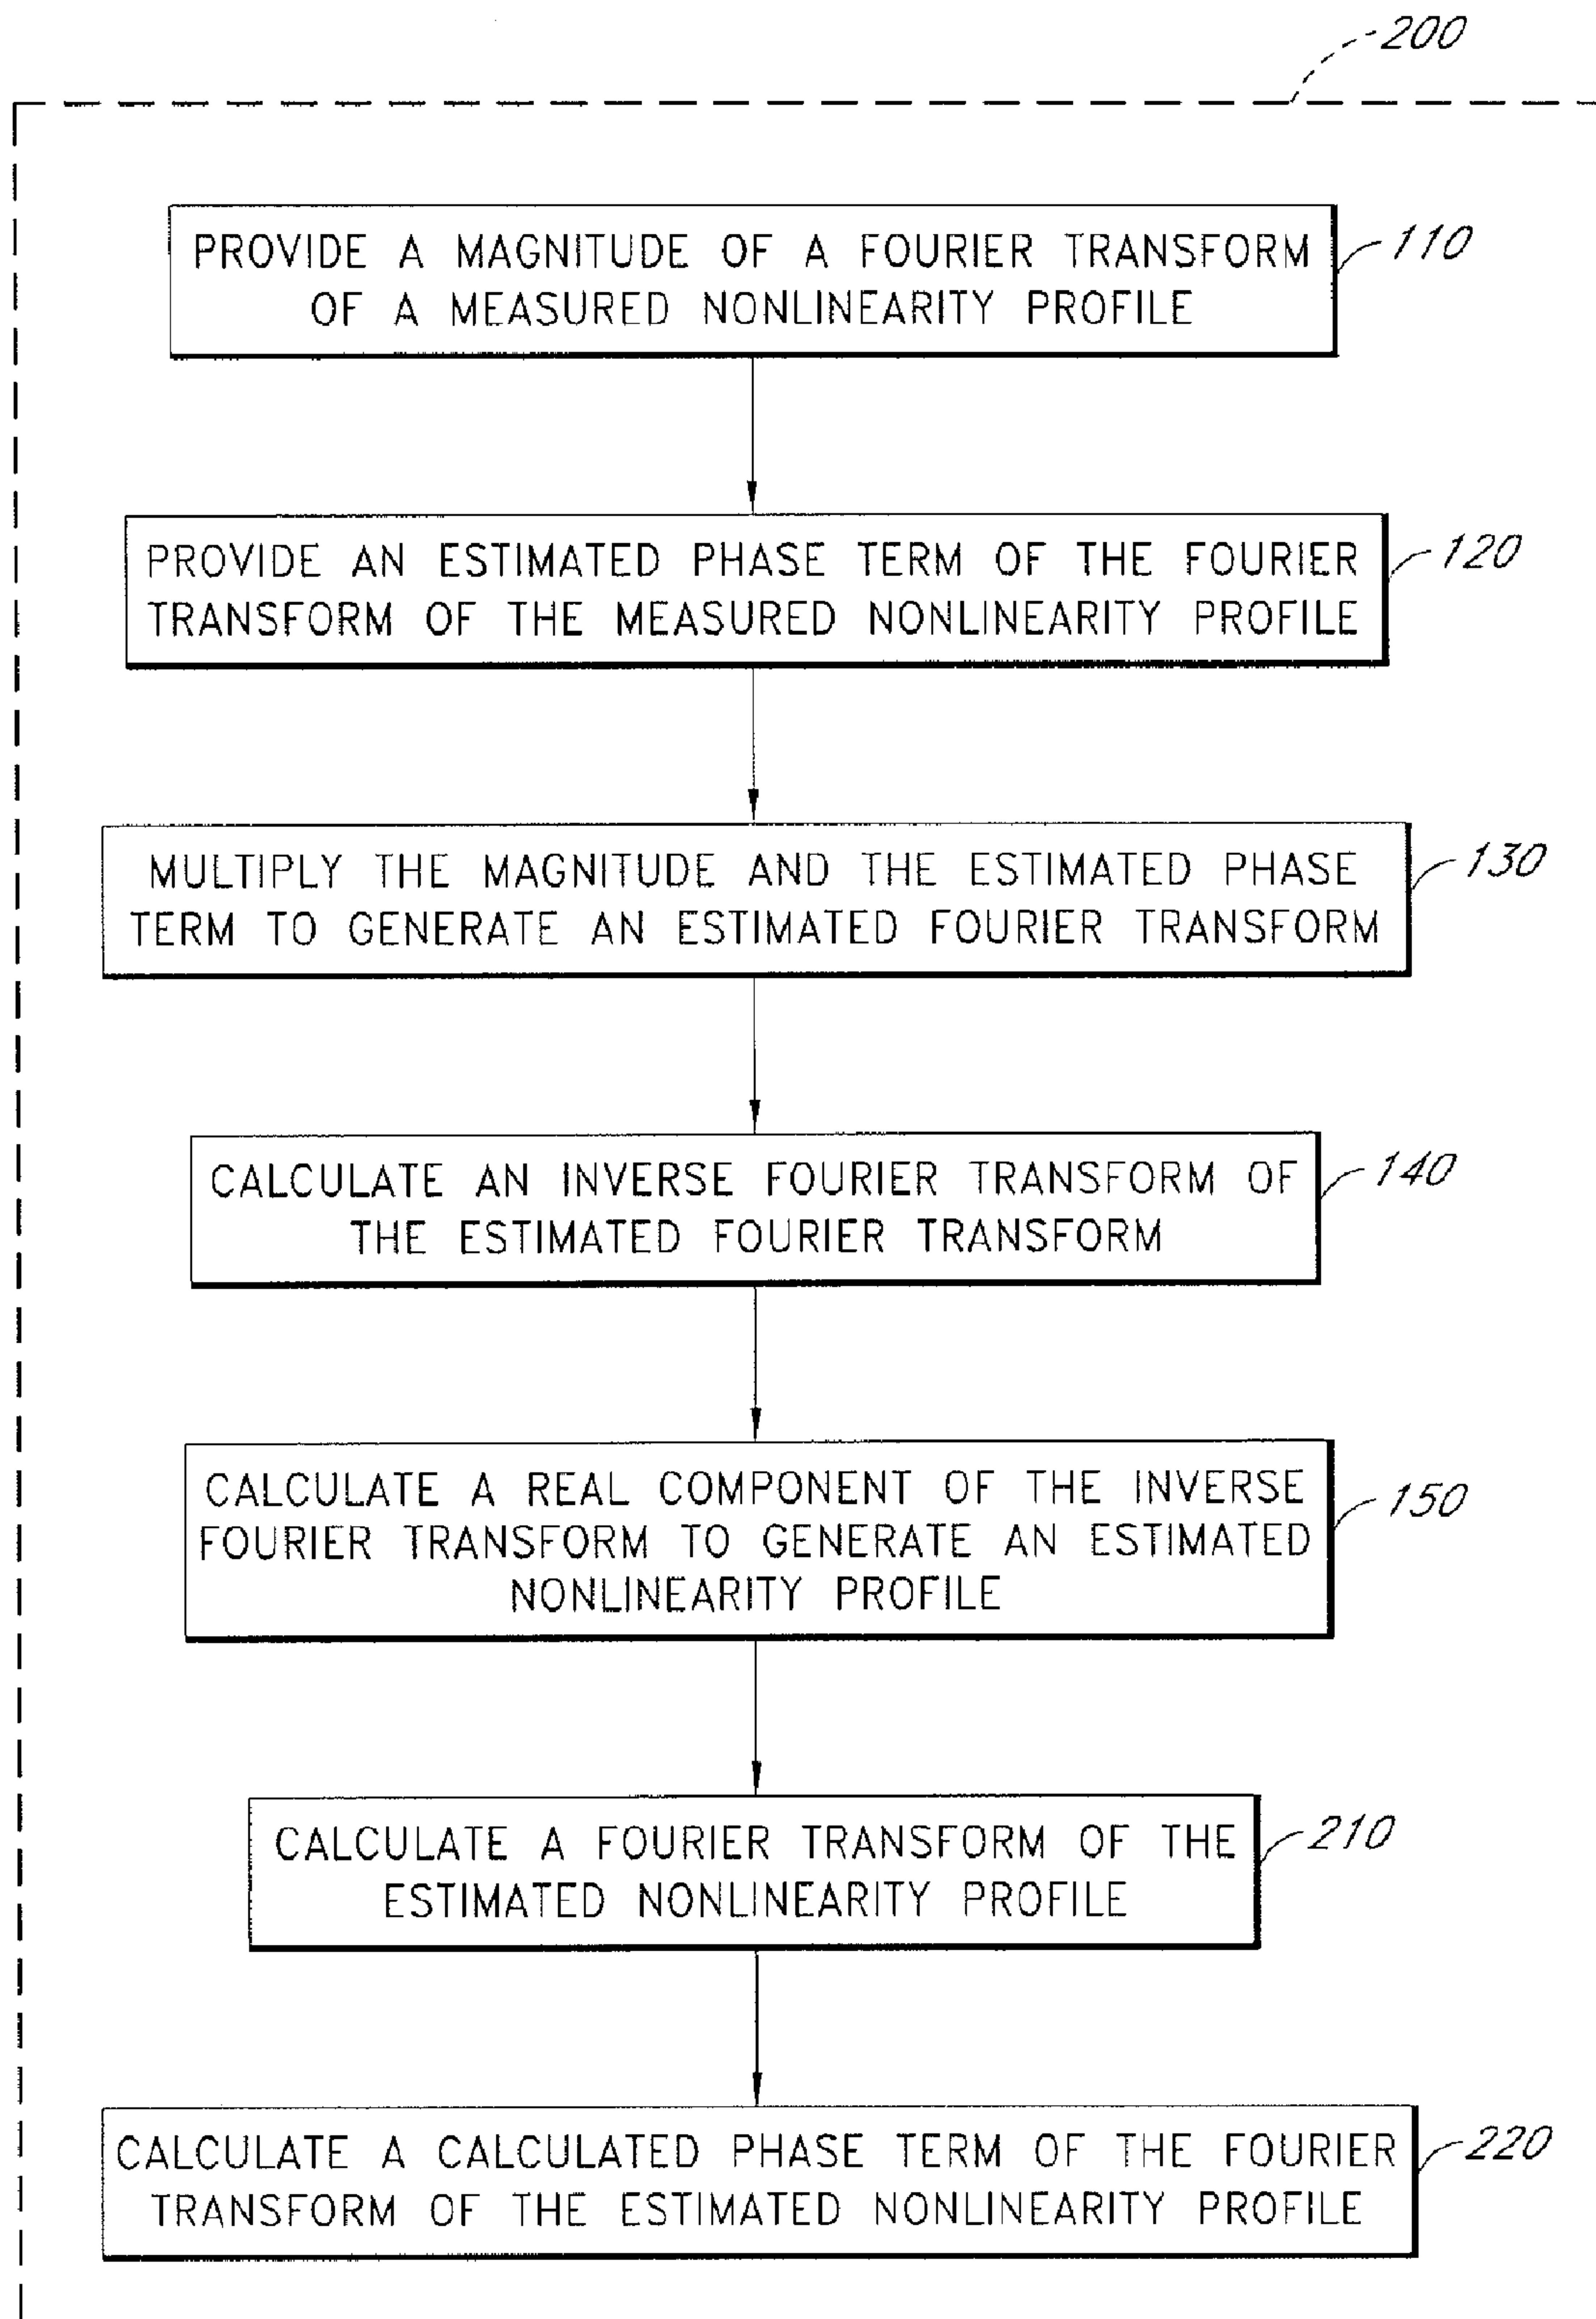 200
PROVIDE A MAGNITUDE OF A FOURIER TRANSFORM
OF A MEASURED NONLINEARITY PROFILE
110
PROVIDE AN ESTIMATED PHASE TERM OF THE FOURIER
TRANSFORM OF THE MEASURED NONLINEARITY PROFILE
120
MULTIPLY THE MAGNITUDE AND THE ESTIMATED PHASE
TERM TO GENERATE AN ESTIMATED FOURIER TRANSFORM
130
CALCULATE AN INVERSE FOURIER TRANSFORM OF
THE ESTIMATED FOURIER TRANSFORM
140
CALCULATE A REAL COMPONENT OF THE INVERSE
FOURIER TRANSFORM TO GENERATE AN ESTIMATED
NONLINEARITY PROFILE
150
CALCULATE A FOURIER TRANSFORM OF THE
ESTIMATED NONLINEARITY PROFILE
210
CALCULATE A CALCULATED PHASE TERM OF THE FOURIER
TRANSFORM OF THE ESTIMATED NONLINEARITY PROFILE
220